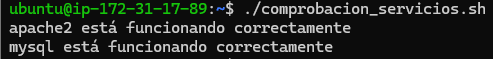 ubuntu@ip-172-31-17-89:~$ ./comprobacion_servicios.sh
apache2 está funcionando correctamente
mysql está funcionando correctamente